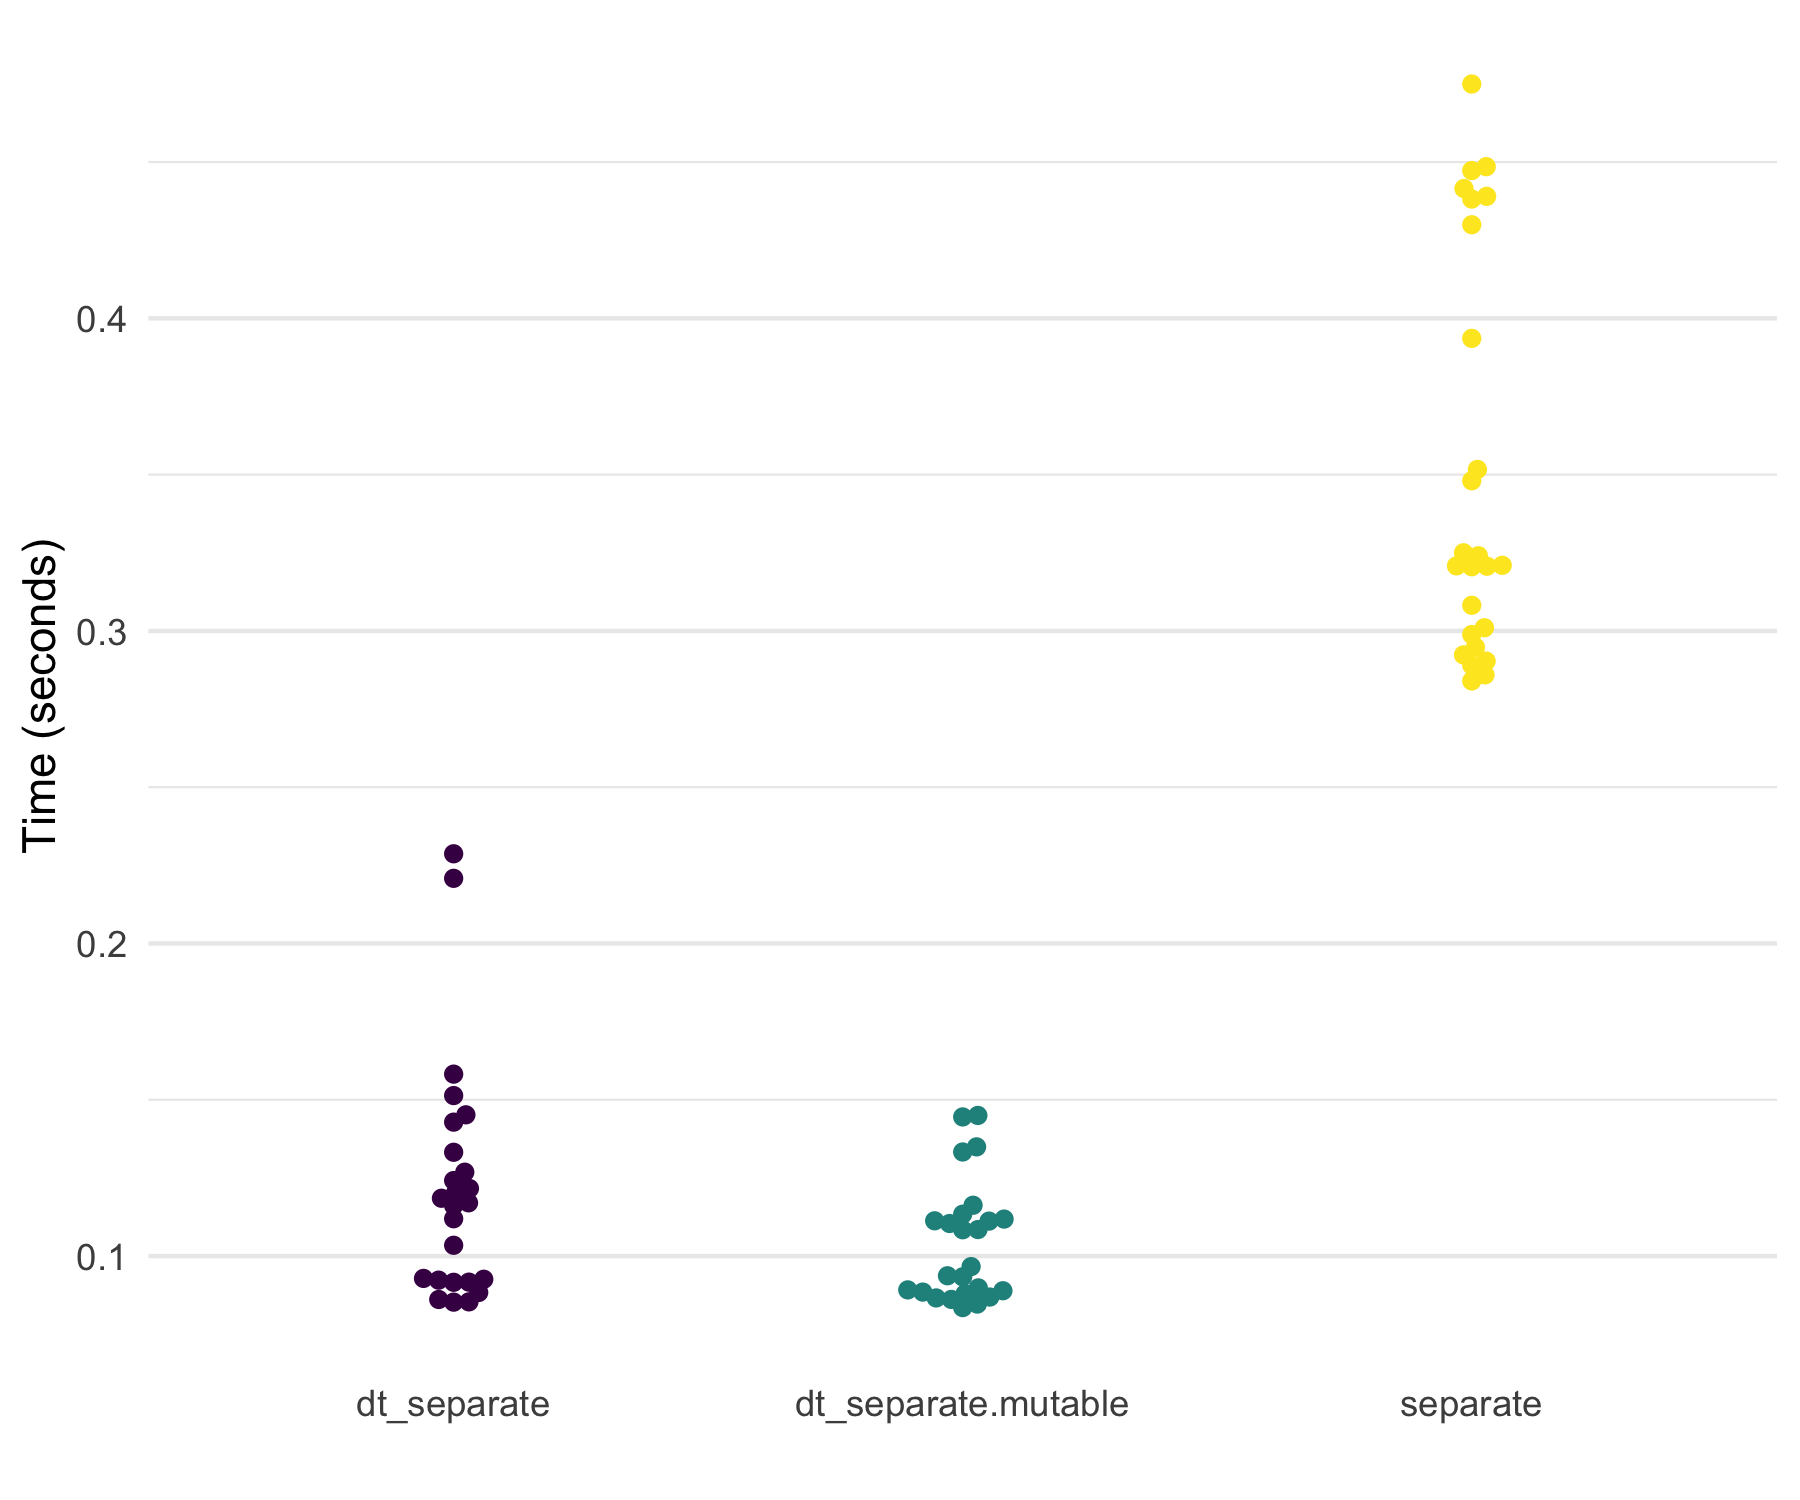 Time (seconds)
0.4
0.3
0.2
0.1
dt_separate
dt_separate.mutable
separate